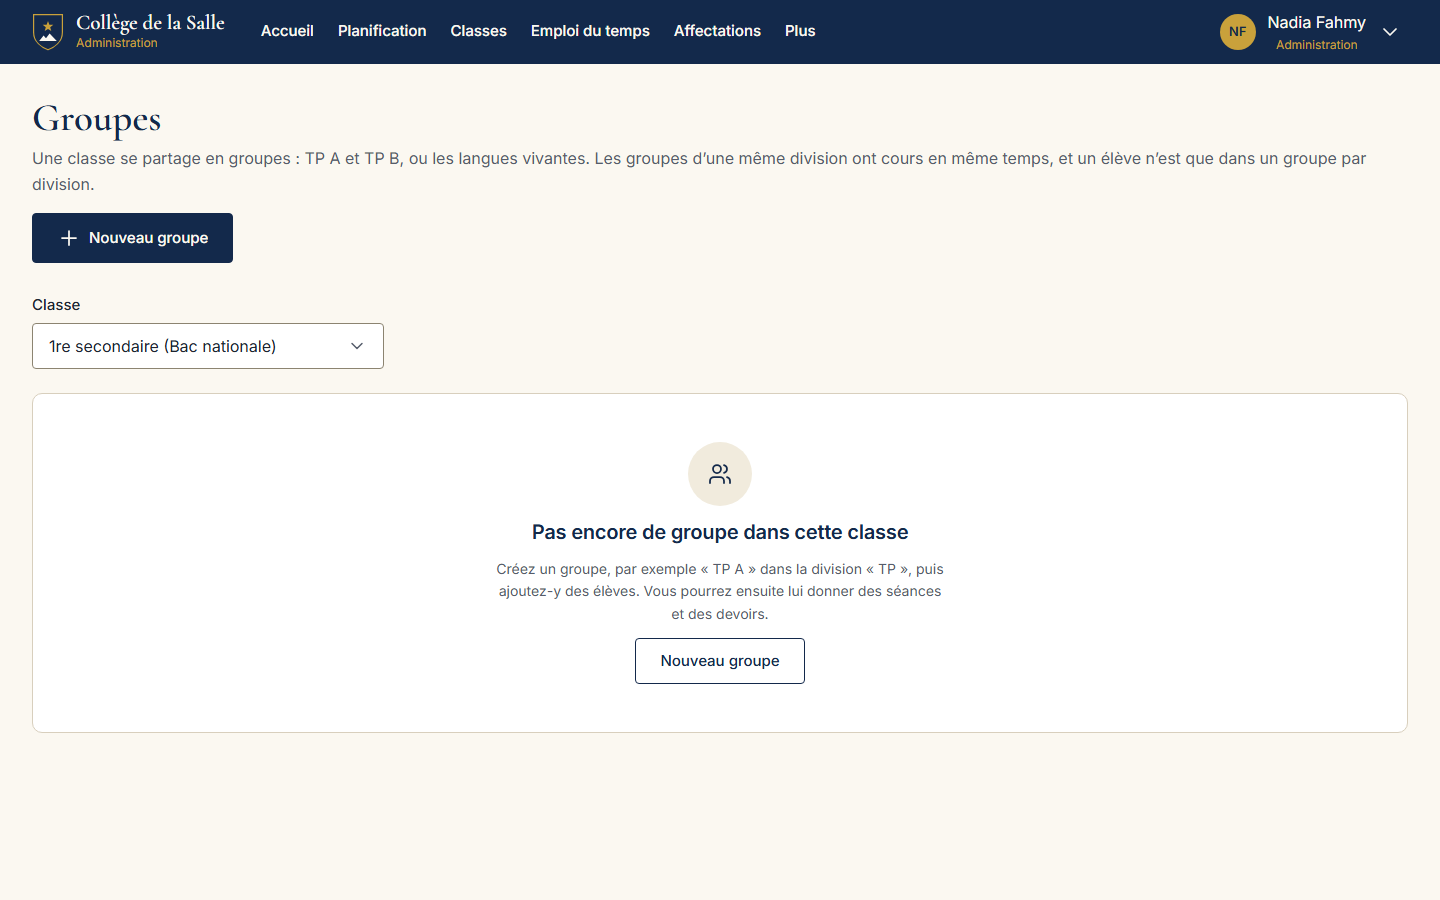 Collège de la Salle
Administration
Accueil
Planification
Classes
Emploi du temps
Affectations
Plus
NF
Nadia Fahmy
Administration
Groupes
Une classe se partage en groupes : TP A et TP B, ou les langues vivantes. Les groupes d’une même division ont cours en même temps, et un élève n’est que dans un groupe par
division.
Nouveau groupe
Classe
1re secondaire (Bac nationale)
Pas encore de groupe dans cette classe
Créez un groupe, par exemple « TP A » dans la division « TP », puis
ajoutez-y des élèves. Vous pourrez ensuite lui donner des séances
et des devoirs.
Nouveau groupe